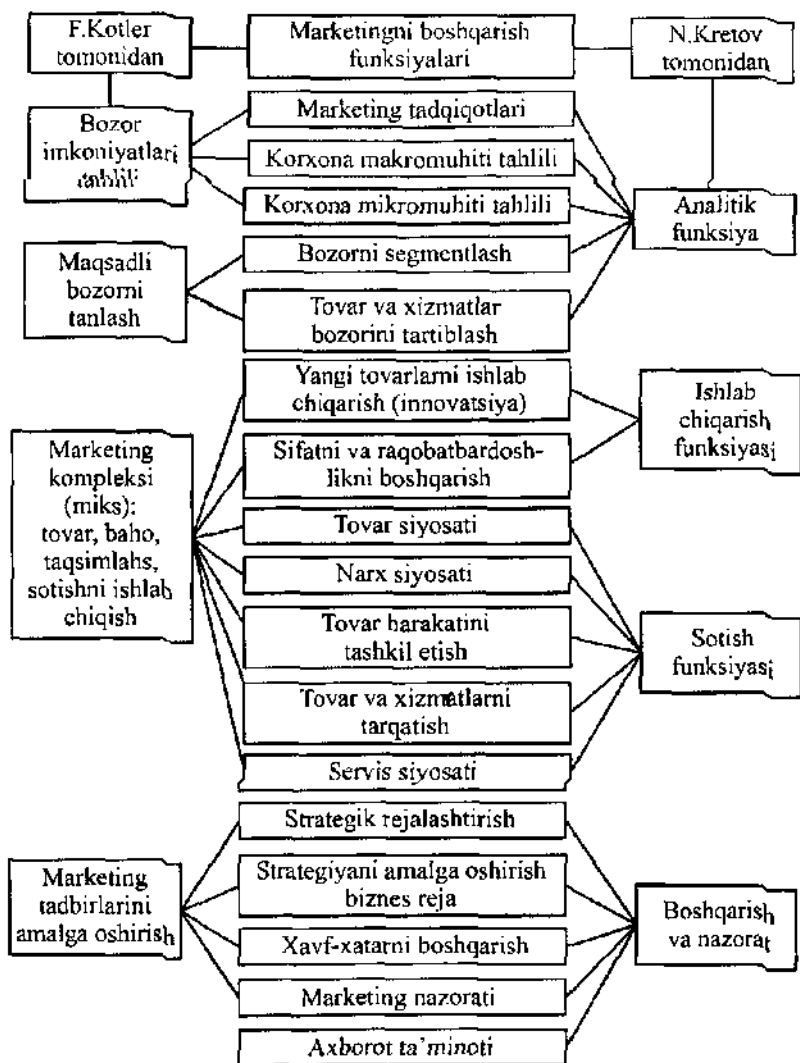 F.Kotler
tomonidan
Marketingni boshqarish
funksiyalari
N.Kretov
tomonidan
Bozor
imkoniyatlari
tahlili
Marketing tadqiqotlari
Korxona makromuhiti tahlili
Korxona mikromuhiti tahlili
Analitik
funksiya
Maqsadli
bozorni
tanlash
Bozorni segmentlash
Tovar va xizmatlar
bozorini tartiblash
Marketing
kompleksi
(miks):
tovar, baho,
taqsimlahs,
sotishni ishlab
chiqish
Yangi tovarlarni ishlab
chiqarish (innovatsiya)
Sifatni va raqobatbardosh-
likni boshqarish
Ishlab
chiqarish
funksiyasi
Tovar siyosati
Narx siyosati
Tovar harakatini
tashkil etish
Tovar va xizmatlarni
tarqatish
Servis siyosati
Sotish
funksiyasi
Marketing
tadbirlarini
amalga oshirish
Strategik rejalashtirish
Strategiyani amalga oshirish
biznes reja
Xavf-xatarni boshqarish
Marketing nazorati
Axborot ta'minoti
Boshqarish
va nazorat